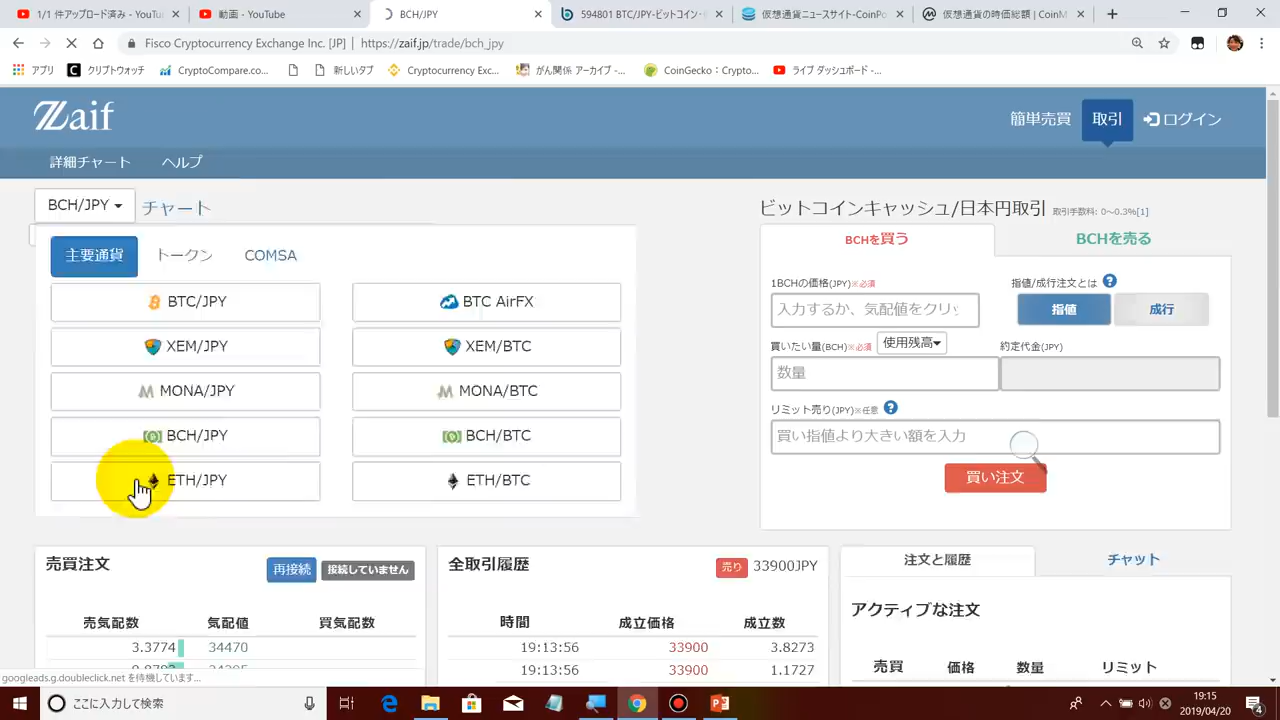 1/1 件アップロード済み - YouTu
動画 - YouTube
BCH/JPY
594801 BTC/JPY-ビットコイン・
仮想通貨ニュースサイト-CoinPo
仮想通貨の時価総額 | CoinM
Fisco Cryptocurrency Exchange Inc. [JP] | https://zaif.jp/trade/bch_jpy
アプリ
クリプトウォッチ
CryptoCompare.co...
新しいタブ
Cryptocurrency Exc...
がん関係 アーカイブ -...
CoinGecko：Crypto...
ライブ ダッシュボード -...
Zaif
簡単売買
取引
ログイン
詳細チャート
ヘルプ
BCH/JPY
チャート
主要通貨
トークン
COMSA
BTC/JPY
BTC AirFX
XEM/JPY
XEM/BTC
MONA/JPY
MONA/BTC
BCH/JPY
BCH/BTC
ETH/JPY
ETH/BTC
ビットコインキャッシュ/日本円取引 取引手数料: 0～0.3%[1]
BCHを買う
BCHを売る
1BCHの価格(JPY)※必須
指値/成行注文とは ?
入力するか、気配値をクリッ
指値
成行
買いたい量(BCH)※必須
使用残高
約定代金(JPY)
数量
リミット売り(JPY)※任意 ?
買い指値より大きい額を入力
買い注文
売買注文
再接続
接続していません
売気配数
気配値
買気配数
3.3774
34470
全取引履歴
売り
33900JPY
時間
成立価格
成立数
19:13:56
33900
3.8273
19:13:56
33900
1.1727
注文と履歴
チャット
アクティブな注文
売買
価格
数量
リミット
googleads.g.doubleclick.net を待機しています...
ここに入力して検索
19:15
2019/04/20
4